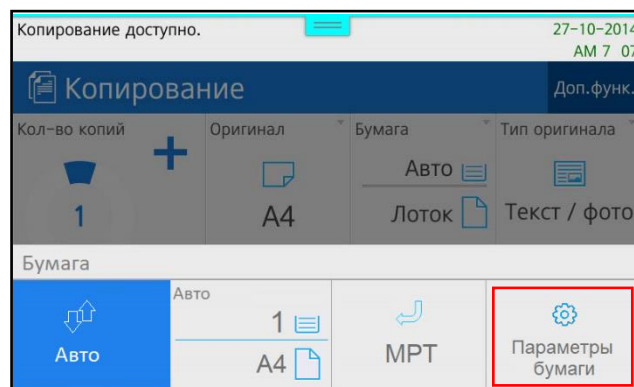 Копирование доступно.
27-10-2014
AM 7 07
Копирование
Доп.функ.
Кол-во копий
Оригинал
Бумага
Тип оригинала
Авто
1
A4
Лоток
Текст / фото
Бумага
Авто
Авто
1
A4
МРТ
Параметры
бумаги